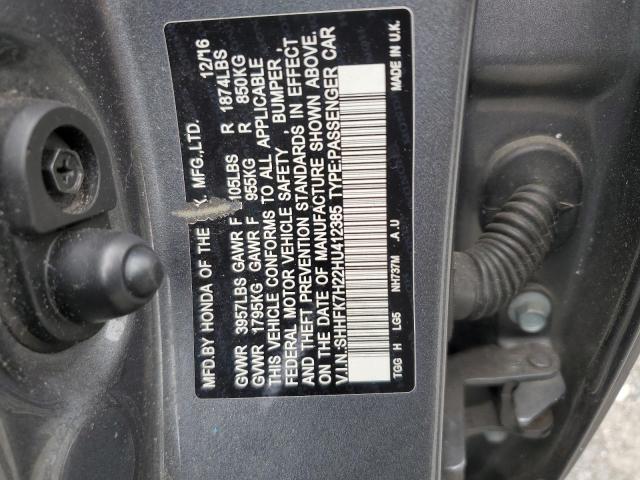 MFD.BY HONDA OF THE U.K. MFG.,LTD. 12/16
GVWR 3957LBS GAWR F 105LBS R 1874LBS
GVWR 1795KG GAWR F 955KG R 850KG
THIS VEHICLE CONFORMS TO ALL APPLICABLE
FEDERAL MOTOR VEHICLE SAFETY , BUMPER ,
AND THEFT PREVENTION STANDARDS IN EFFECT
ON THE DATE OF MANUFACTURE SHOWN ABOVE.
V.I.N.:SHHFK7H22HU412385 TYPE:PASSENGER CAR
TGG H LG5 NH737M A.U MADE IN U.K.